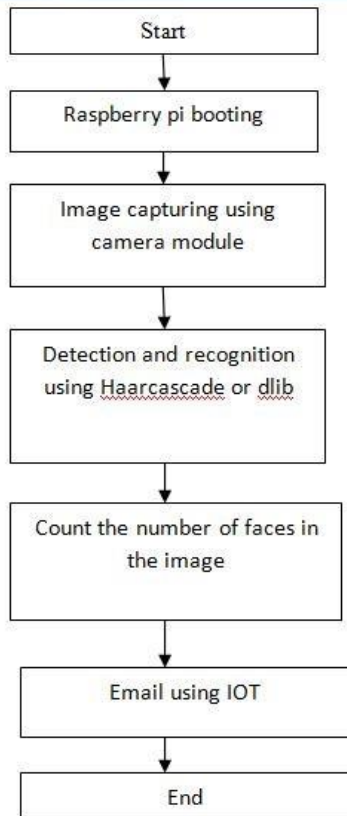 Start
Raspberry pi booting
Image capturing using
camera module
Detection and recognition
using Haarcascade or dlib
Count the number of faces in
the image
Email using IOT
End